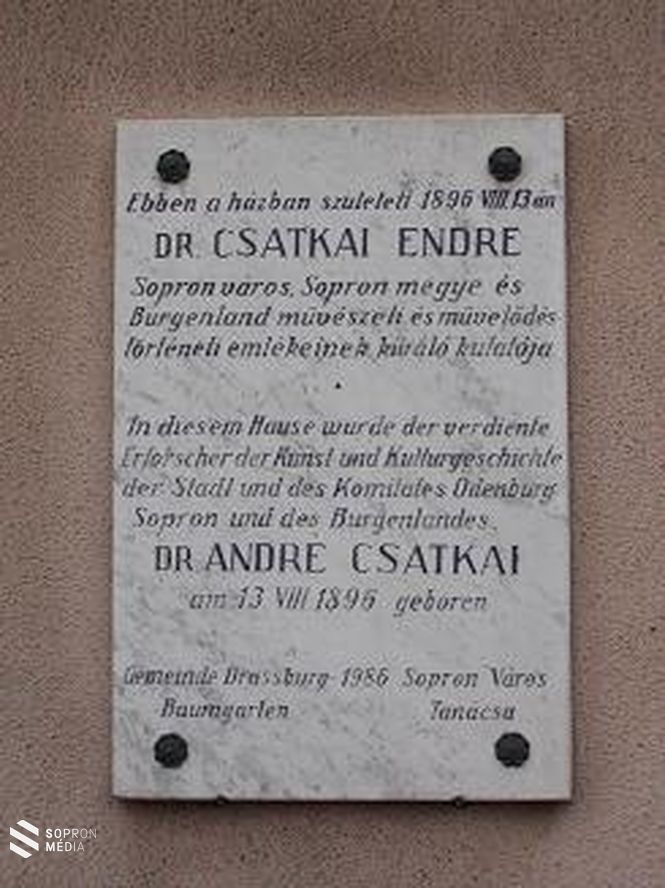 Ebben a házban születeti 1896 VIII. 13 án
DR. CSATKAI ENDRE
Sopron város, Sopron megye és
Burgenland művészeti és művelődés
történeti emlékeinek kiváló kutatója
In diesem Hause wurde der verdiente
Erforscher der Kunst und Kulturgeschichte
der Stadt und des Komitates Ödenburg
Sopron und des Burgenlandes.
DR ANDRE CSATKAI
am 13 VIII 1896 geboren
Gemeinde Drassburg - 1986 Sopron Város
Baumgarten Tanácsa
SOPRON
MÉDIA